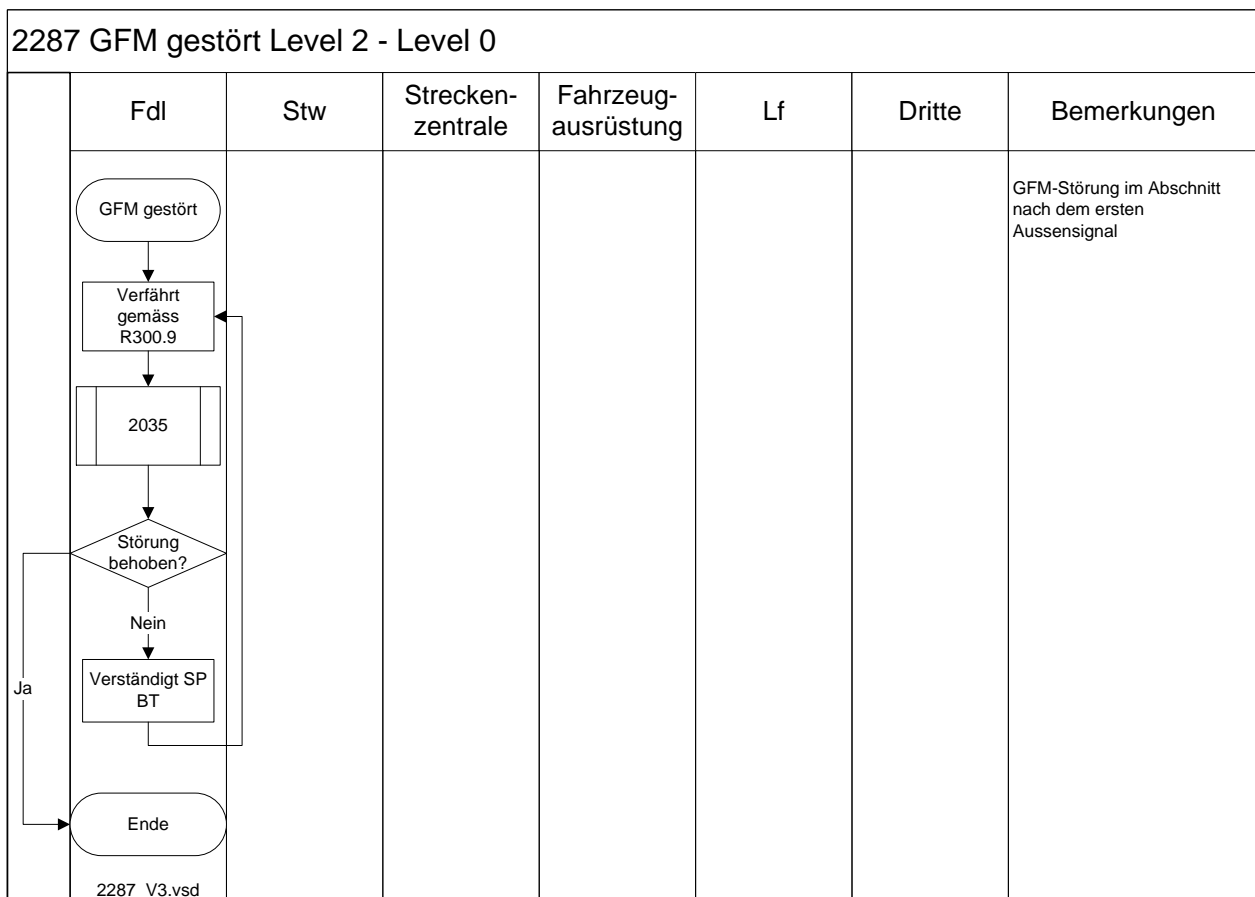 2287 GFM gestört Level 2 - Level 0
Fdl
Stw
Strecken-
zentrale
Fahrzeug-
ausrüstung
Lf
Dritte
Bemerkungen
GFM gestört
GFM-Störung im Abschnitt
nach dem ersten
Aussensignal
Verfährt
gemäss
R300.9
2035
Störung
behoben?
Nein
Verständigt SP
BT
Ja
Ende
2287_V3.vsd